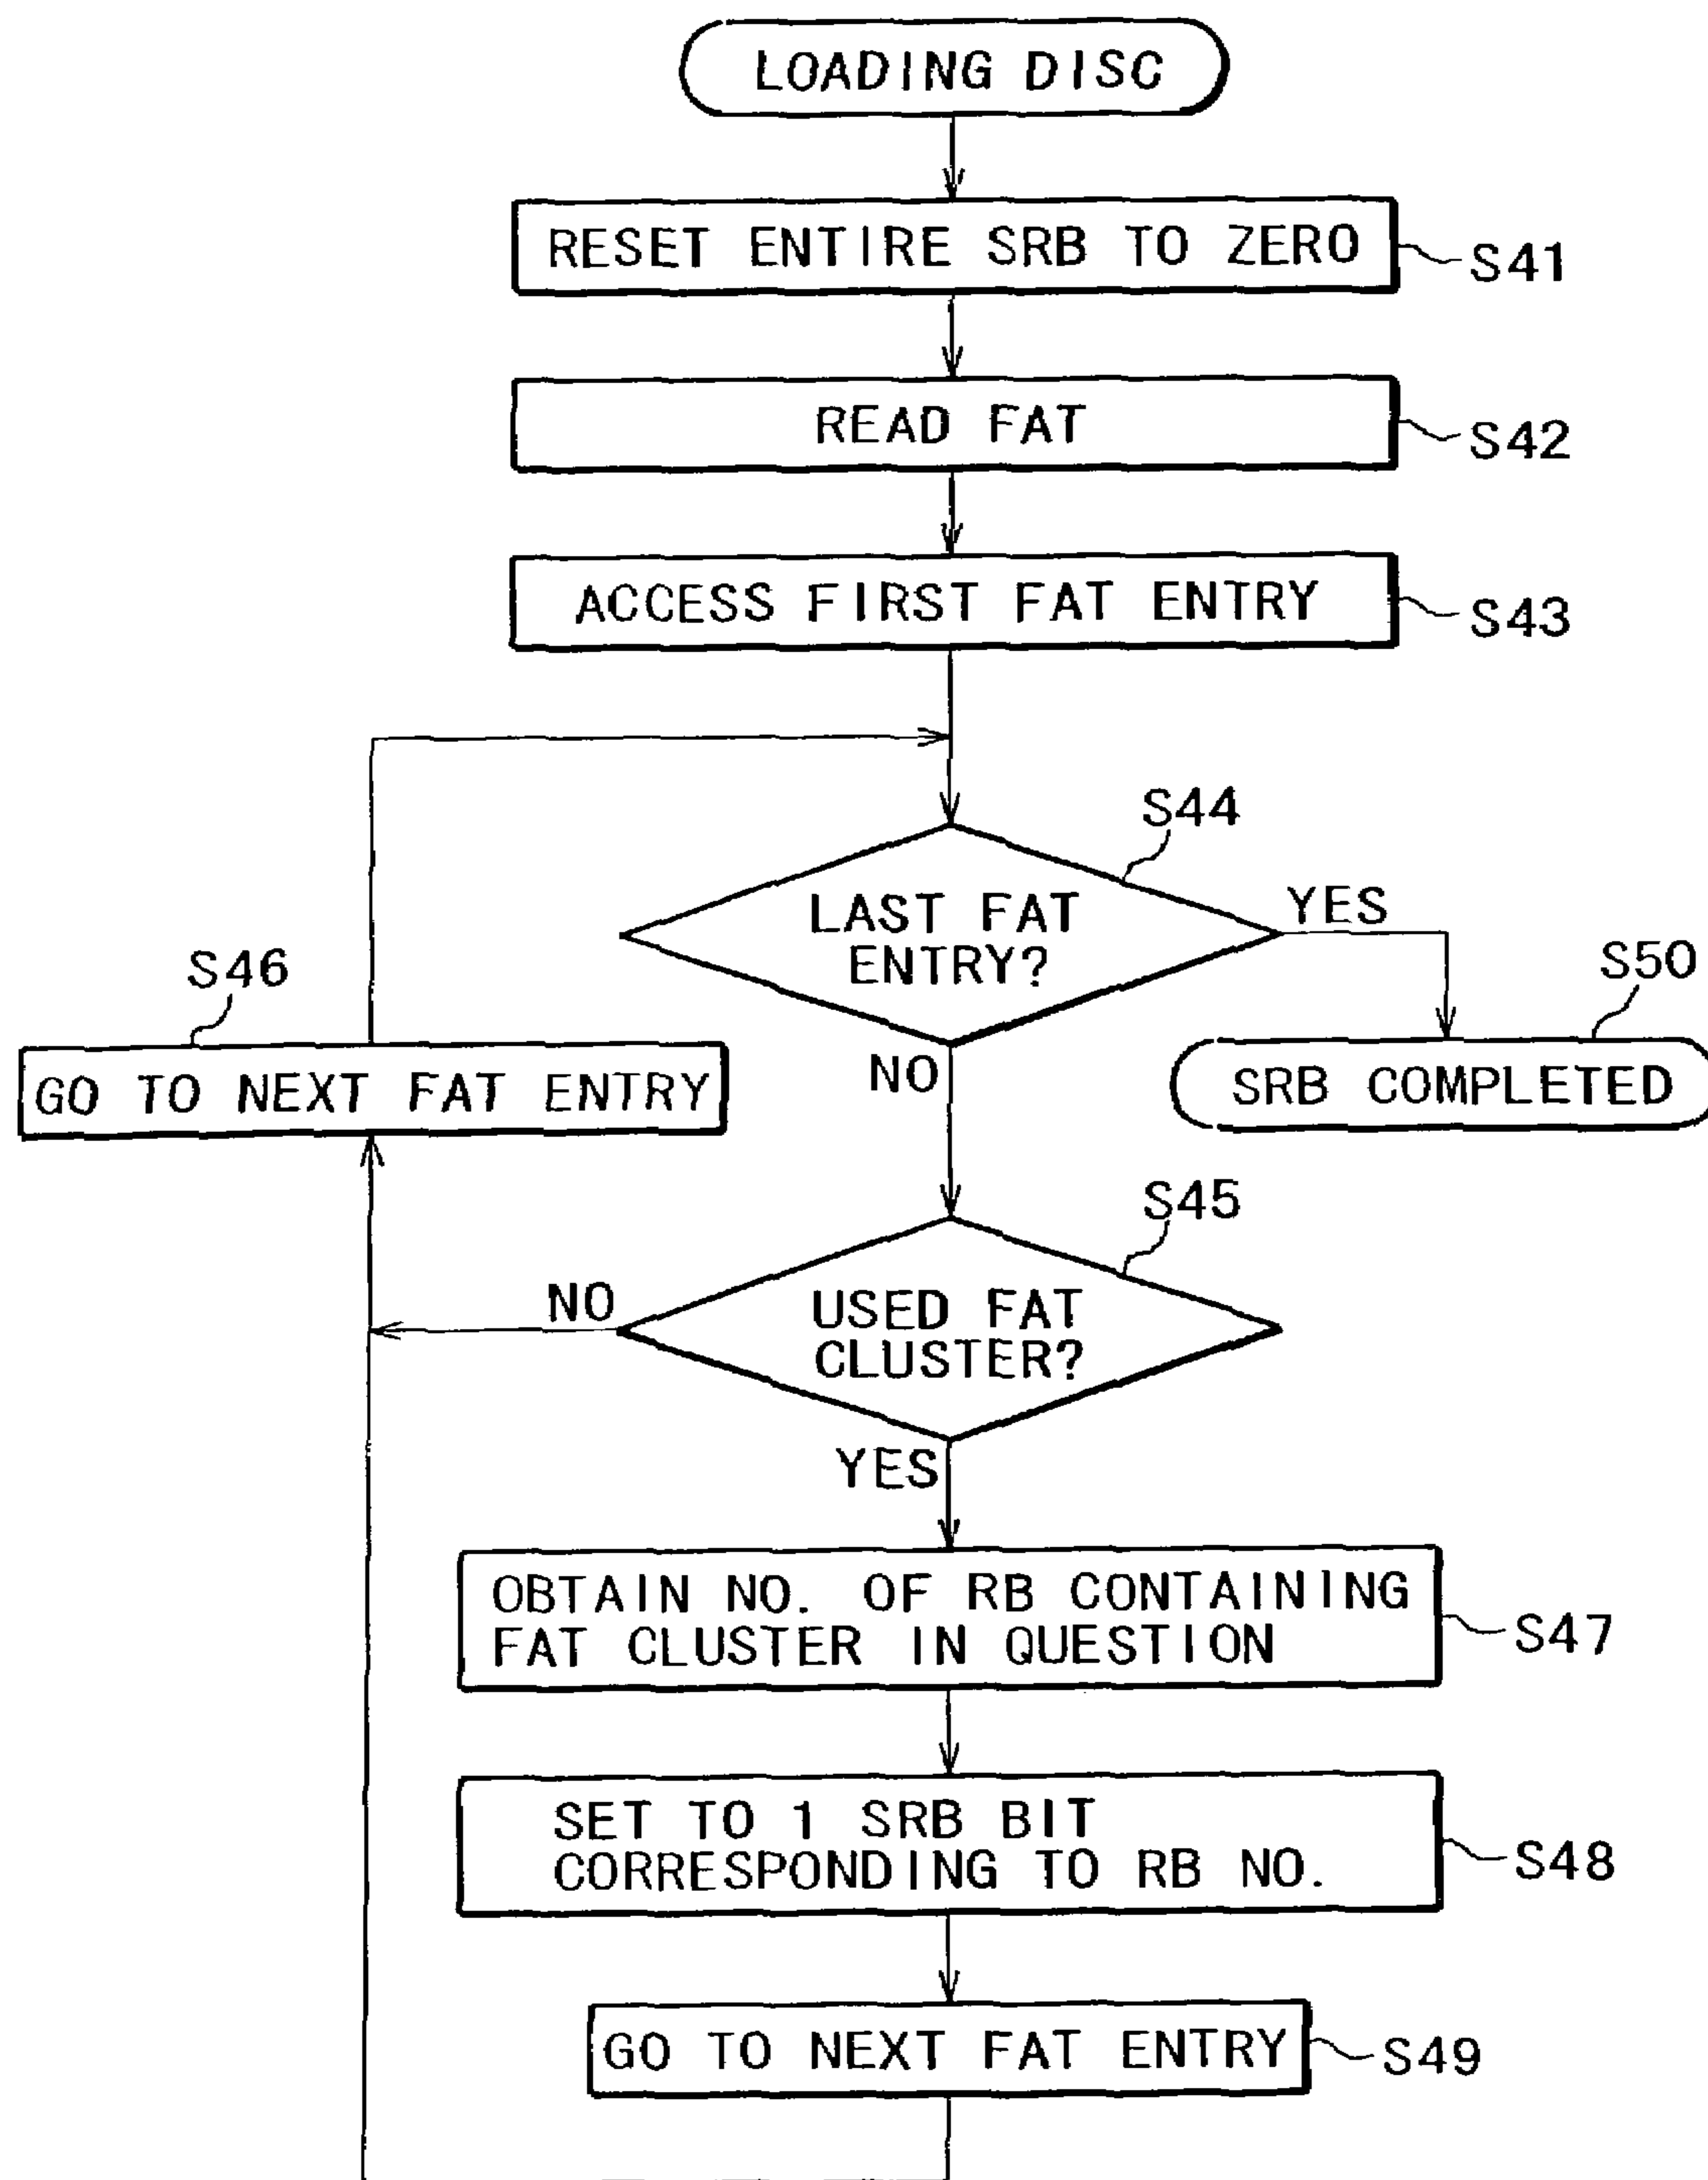 LOADING DISC
RESET ENTIRE SRB TO ZERO
S41
READ FAT
S42
ACCESS FIRST FAT ENTRY
S43
S44
LAST FAT
ENTRY?
YES
S46
S50
GO TO NEXT FAT ENTRY
NO
SRB COMPLETED
S45
NO
USED FAT
CLUSTER?
YES
OBTAIN NO. OF RB CONTAINING
FAT CLUSTER IN QUESTION
S47
SET TO 1 SRB BIT
CORRESPONDING TO RB NO.
S48
GO TO NEXT FAT ENTRY
S49